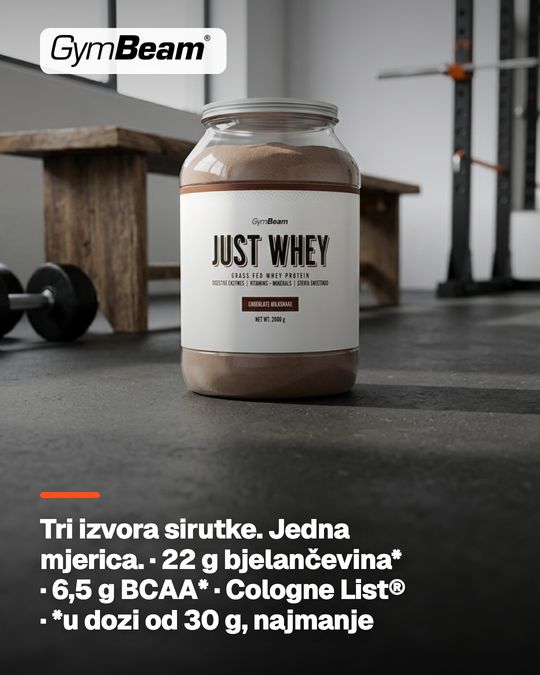 GymBeam®
GymBeam
JUST WHEY
GRASS FED WHEY PROTEIN
DIGESTIVE ENZYMES | VITAMINS + MINERALS | STEVIA SWEETENED
CHOCOLATE MILKSHAKE
NET WT. 2000 g
Tri izvora sirutke. Jedna
mjerica. · 22 g bjelančevina*
· 6,5 g BCAA* · Cologne List®
· *u dozi od 30 g, najmanje